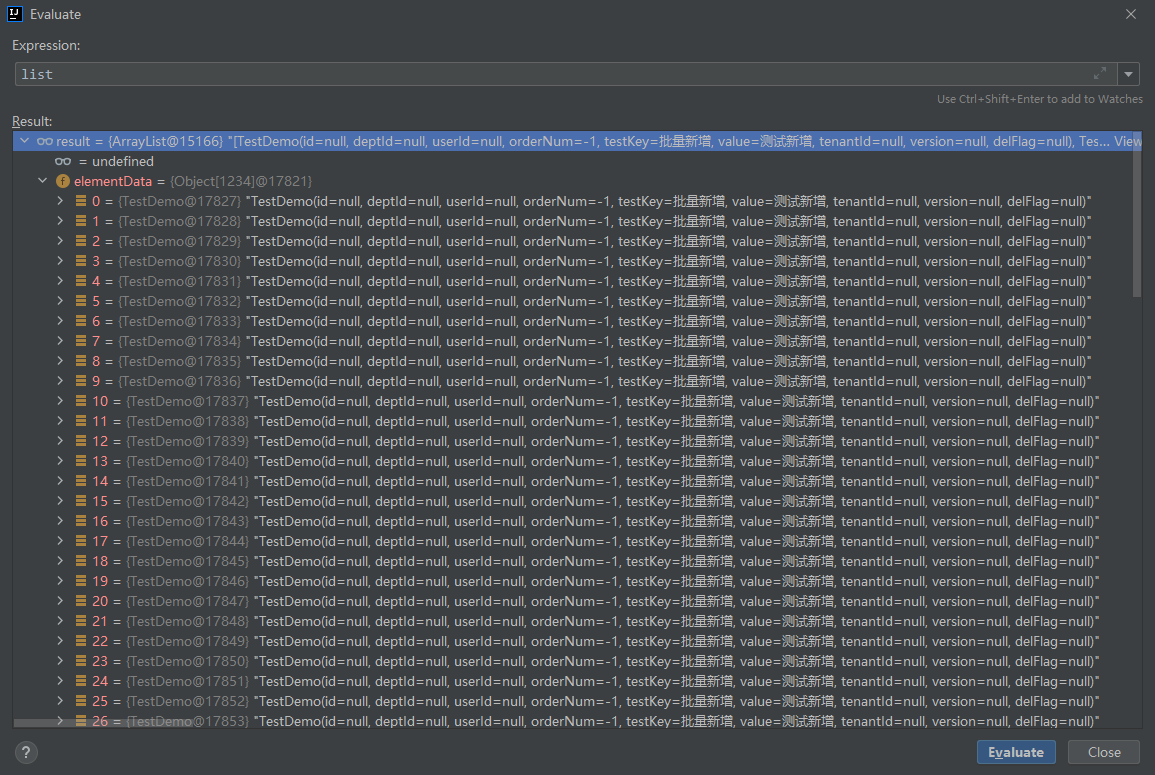 Evaluate
Expression:
list
Use Ctrl+Shift+Enter to add to Watches
Result:
result = {ArrayList@15166} "[TestDemo(id=null, deptId=null, userId=null, orderNum=-1, testKey=批量新增, value=测试新增, tenantId=null, version=null, delFlag=null), Tes... View
= undefined
f elementData = {Object[1234]@17821}
0 = {TestDemo@17827} "TestDemo(id=null, deptId=null, userId=null, orderNum=-1, testKey=批量新增, value=测试新增, tenantId=null, version=null, delFlag=null)"
1 = {TestDemo@17828} "TestDemo(id=null, deptId=null, userId=null, orderNum=-1, testKey=批量新增, value=测试新增, tenantId=null, version=null, delFlag=null)"
2 = {TestDemo@17829} "TestDemo(id=null, deptId=null, userId=null, orderNum=-1, testKey=批量新增, value=测试新增, tenantId=null, version=null, delFlag=null)"
3 = {TestDemo@17830} "TestDemo(id=null, deptId=null, userId=null, orderNum=-1, testKey=批量新增, value=测试新增, tenantId=null, version=null, delFlag=null)"
4 = {TestDemo@17831} "TestDemo(id=null, deptId=null, userId=null, orderNum=-1, testKey=批量新增, value=测试新增, tenantId=null, version=null, delFlag=null)"
5 = {TestDemo@17832} "TestDemo(id=null, deptId=null, userId=null, orderNum=-1, testKey=批量新增, value=测试新增, tenantId=null, version=null, delFlag=null)"
6 = {TestDemo@17833} "TestDemo(id=null, deptId=null, userId=null, orderNum=-1, testKey=批量新增, value=测试新增, tenantId=null, version=null, delFlag=null)"
7 = {TestDemo@17834} "TestDemo(id=null, deptId=null, userId=null, orderNum=-1, testKey=批量新增, value=测试新增, tenantId=null, version=null, delFlag=null)"
8 = {TestDemo@17835} "TestDemo(id=null, deptId=null, userId=null, orderNum=-1, testKey=批量新增, value=测试新增, tenantId=null, version=null, delFlag=null)"
9 = {TestDemo@17836} "TestDemo(id=null, deptId=null, userId=null, orderNum=-1, testKey=批量新增, value=测试新增, tenantId=null, version=null, delFlag=null)"
10 = {TestDemo@17837} "TestDemo(id=null, deptId=null, userId=null, orderNum=-1, testKey=批量新增, value=测试新增, tenantId=null, version=null, delFlag=null)"
11 = {TestDemo@17838} "TestDemo(id=null, deptId=null, userId=null, orderNum=-1, testKey=批量新增, value=测试新增, tenantId=null, version=null, delFlag=null)"
12 = {TestDemo@17839} "TestDemo(id=null, deptId=null, userId=null, orderNum=-1, testKey=批量新增, value=测试新增, tenantId=null, version=null, delFlag=null)"
13 = {TestDemo@17840} "TestDemo(id=null, deptId=null, userId=null, orderNum=-1, testKey=批量新增, value=测试新增, tenantId=null, version=null, delFlag=null)"
14 = {TestDemo@17841} "TestDemo(id=null, deptId=null, userId=null, orderNum=-1, testKey=批量新增, value=测试新增, tenantId=null, version=null, delFlag=null)"
15 = {TestDemo@17842} "TestDemo(id=null, deptId=null, userId=null, orderNum=-1, testKey=批量新增, value=测试新增, tenantId=null, version=null, delFlag=null)"
16 = {TestDemo@17843} "TestDemo(id=null, deptId=null, userId=null, orderNum=-1, testKey=批量新增, value=测试新增, tenantId=null, version=null, delFlag=null)"
17 = {TestDemo@17844} "TestDemo(id=null, deptId=null, userId=null, orderNum=-1, testKey=批量新增, value=测试新增, tenantId=null, version=null, delFlag=null)"
18 = {TestDemo@17845} "TestDemo(id=null, deptId=null, userId=null, orderNum=-1, testKey=批量新增, value=测试新增, tenantId=null, version=null, delFlag=null)"
19 = {TestDemo@17846} "TestDemo(id=null, deptId=null, userId=null, orderNum=-1, testKey=批量新增, value=测试新增, tenantId=null, version=null, delFlag=null)"
20 = {TestDemo@17847} "TestDemo(id=null, deptId=null, userId=null, orderNum=-1, testKey=批量新增, value=测试新增, tenantId=null, version=null, delFlag=null)"
21 = {TestDemo@17848} "TestDemo(id=null, deptId=null, userId=null, orderNum=-1, testKey=批量新增, value=测试新增, tenantId=null, version=null, delFlag=null)"
22 = {TestDemo@17849} "TestDemo(id=null, deptId=null, userId=null, orderNum=-1, testKey=批量新增, value=测试新增, tenantId=null, version=null, delFlag=null)"
23 = {TestDemo@17850} "TestDemo(id=null, deptId=null, userId=null, orderNum=-1, testKey=批量新增, value=测试新增, tenantId=null, version=null, delFlag=null)"
24 = {TestDemo@17851} "TestDemo(id=null, deptId=null, userId=null, orderNum=-1, testKey=批量新增, value=测试新增, tenantId=null, version=null, delFlag=null)"
25 = {TestDemo@17852} "TestDemo(id=null, deptId=null, userId=null, orderNum=-1, testKey=批量新增, value=测试新增, tenantId=null, version=null, delFlag=null)"
26 = {TestDemo@17853} "TestDemo(id=null, deptId=null, userId=null, orderNum=-1, testKey=批量新增, value=测试新增, tenantId=null, version=null, delFlag=null)"
? Evaluate Close